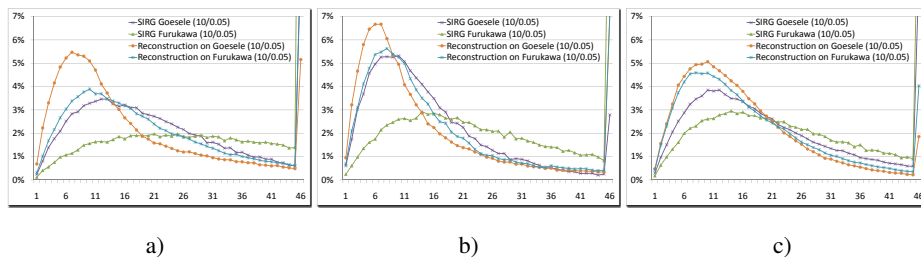 7%
6%
5%
4%
3%
2%
1%
0%
1 6 11 16 21 26 31 36 41 46
SIRG Goesele (10/0.05)
SIRG Furukawa (10/0.05)
Reconstruction on Goesele (10/0.05)
Reconstruction on Furukawa (10/0.05)
a)
7%
6%
5%
4%
3%
2%
1%
0%
1 6 11 16 21 26 31 36 41 46
SIRG Goesele (10/0.05)
SIRG Furukawa (10/0.05)
Reconstruction on Goesele (10/0.05)
Reconstruction on Furukawa (10/0.05)
b)
7%
6%
5%
4%
3%
2%
1%
0%
1 6 11 16 21 26 31 36 41 46
SIRG Goesele (10/0.05)
SIRG Furukawa (10/0.05)
Reconstruction on Goesele (10/0.05)
Reconstruction on Furukawa (10/0.05)
c)